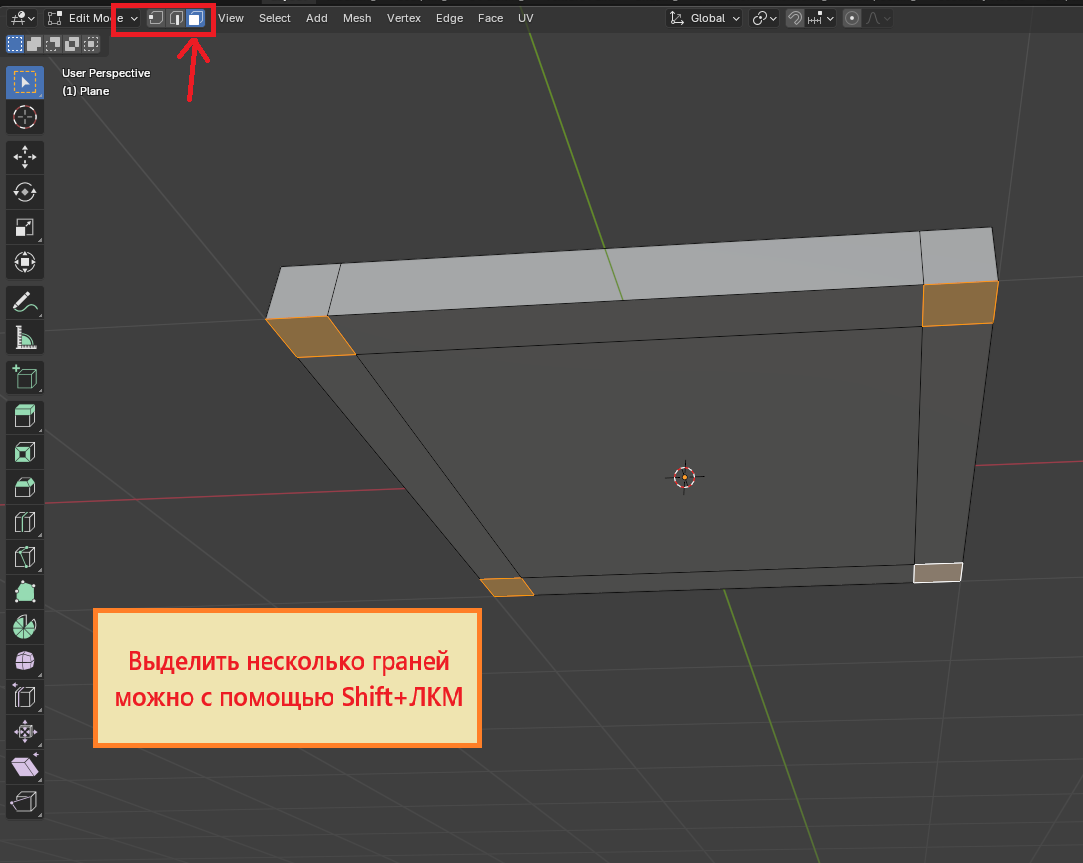 Edit Mode View Select Add Mesh Vertex Edge Face UV Global
User Perspective
(1) Plane
Выделить несколько граней
можно с помощью Shift+ЛКМ